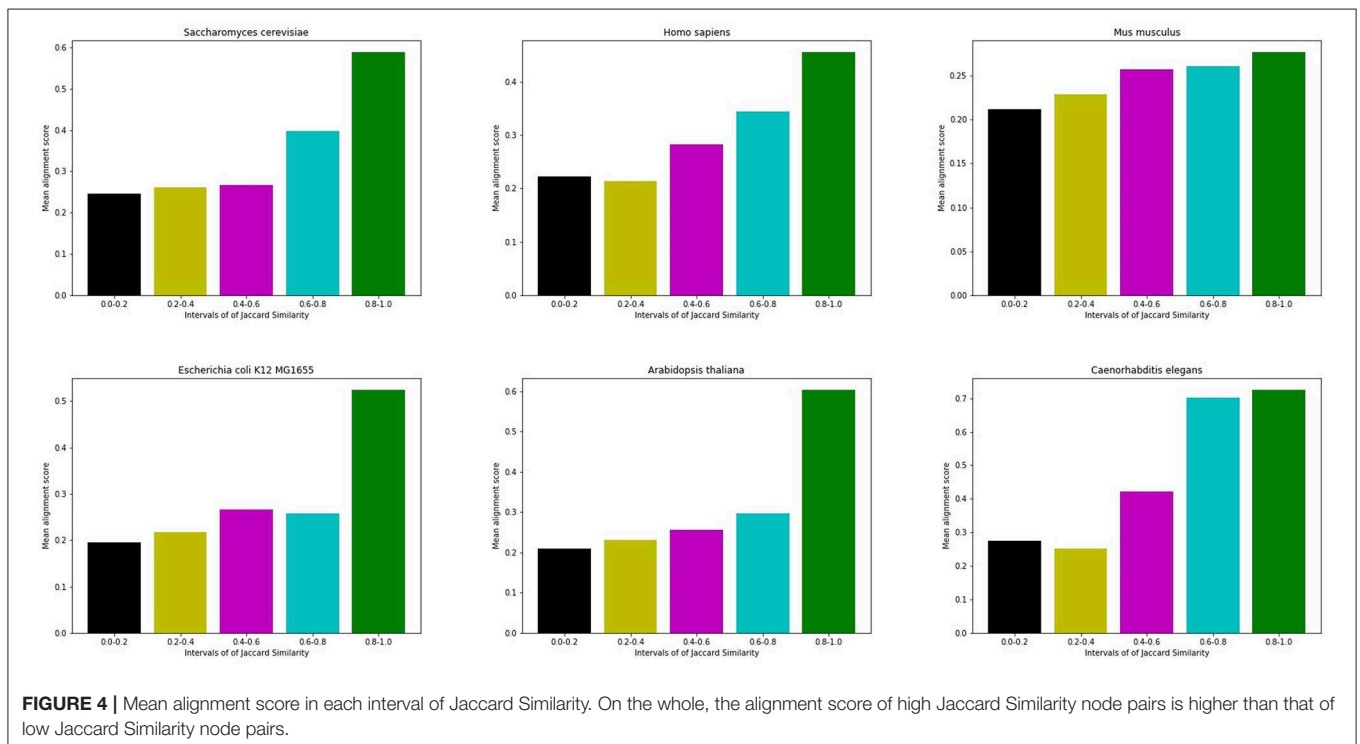 Saccharomyces cerevisiae
0.6
0.5
0.4
0.3
0.2
0.1
0.0
Mean alignment score
0.0-0.2 0.2-0.4 0.4-0.6 0.6-0.8 0.8-1.0
Intervals of of Jaccard Similarity
Homo sapiens
0.4
0.3
0.2
0.1
0.0
Mean alignment score
0.0-0.2 0.2-0.4 0.4-0.6 0.6-0.8 0.8-1.0
Intervals of of Jaccard Similarity
Mus musculus
0.25
0.20
0.15
0.10
0.05
0.00
Mean alignment score
0.0-0.2 0.2-0.4 0.4-0.6 0.6-0.8 0.8-1.0
Intervals of of Jaccard Similarity
Escherichia coli K12 MG1655
0.5
0.4
0.3
0.2
0.1
0.0
Mean alignment score
0.0-0.2 0.2-0.4 0.4-0.6 0.6-0.8 0.8-1.0
Intervals of of Jaccard Similarity
Arabidopsis thaliana
0.6
0.5
0.4
0.3
0.2
0.1
0.0
Mean alignment score
0.0-0.2 0.2-0.4 0.4-0.6 0.6-0.8 0.8-1.0
Intervals of of Jaccard Similarity
Caenorhabditis elegans
0.7
0.6
0.5
0.4
0.3
0.2
0.1
0.0
Mean alignment score
0.0-0.2 0.2-0.4 0.4-0.6 0.6-0.8 0.8-1.0
Intervals of of Jaccard Similarity
FIGURE 4 | Mean alignment score in each interval of Jaccard Similarity. On the whole, the alignment score of high Jaccard Similarity node pairs is higher than that of
low Jaccard Similarity node pairs.